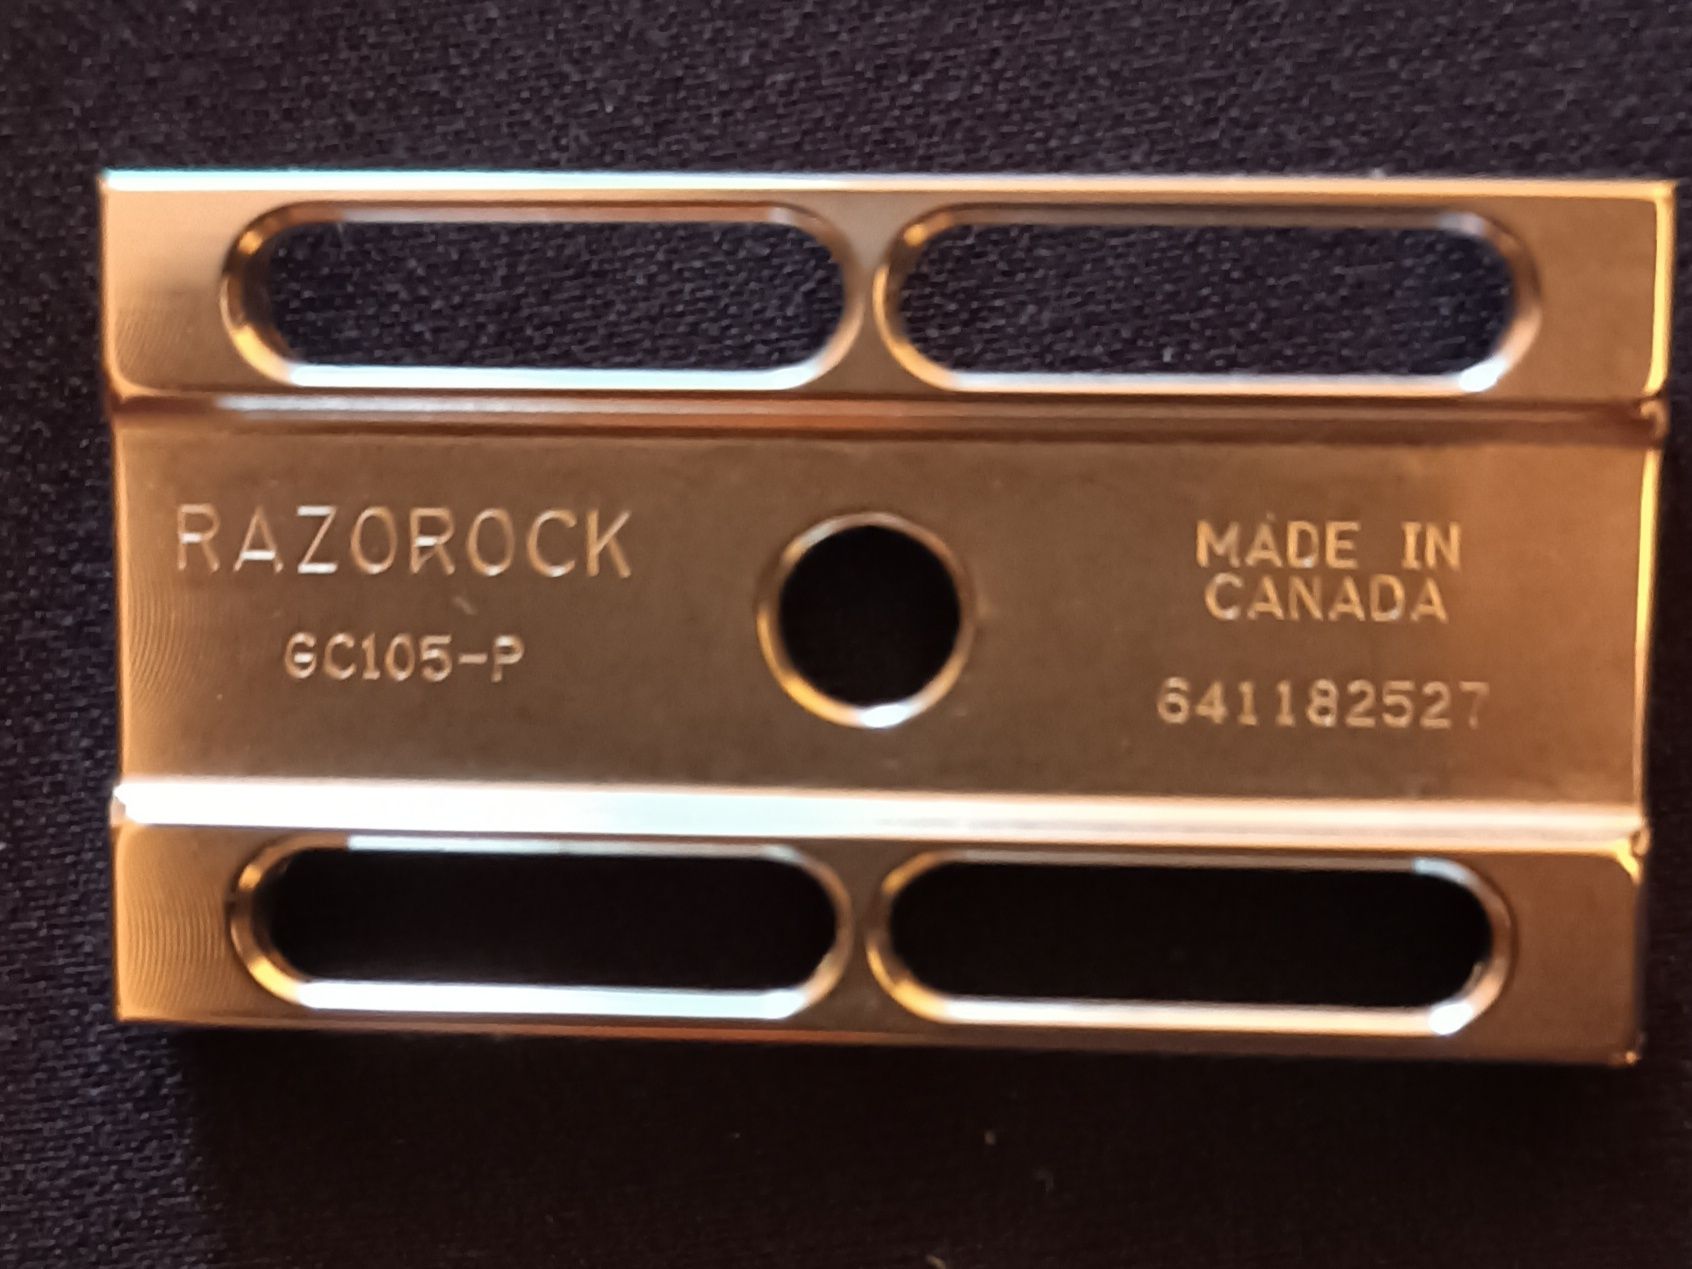 RAZOROCK
GC105-P
MADE IN
CANADA
641182527